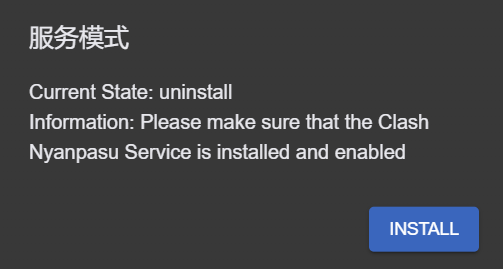 服务模式
Current State: uninstall
Information: Please make sure that the Clash
Nyanpasu Service is installed and enabled
INSTALL